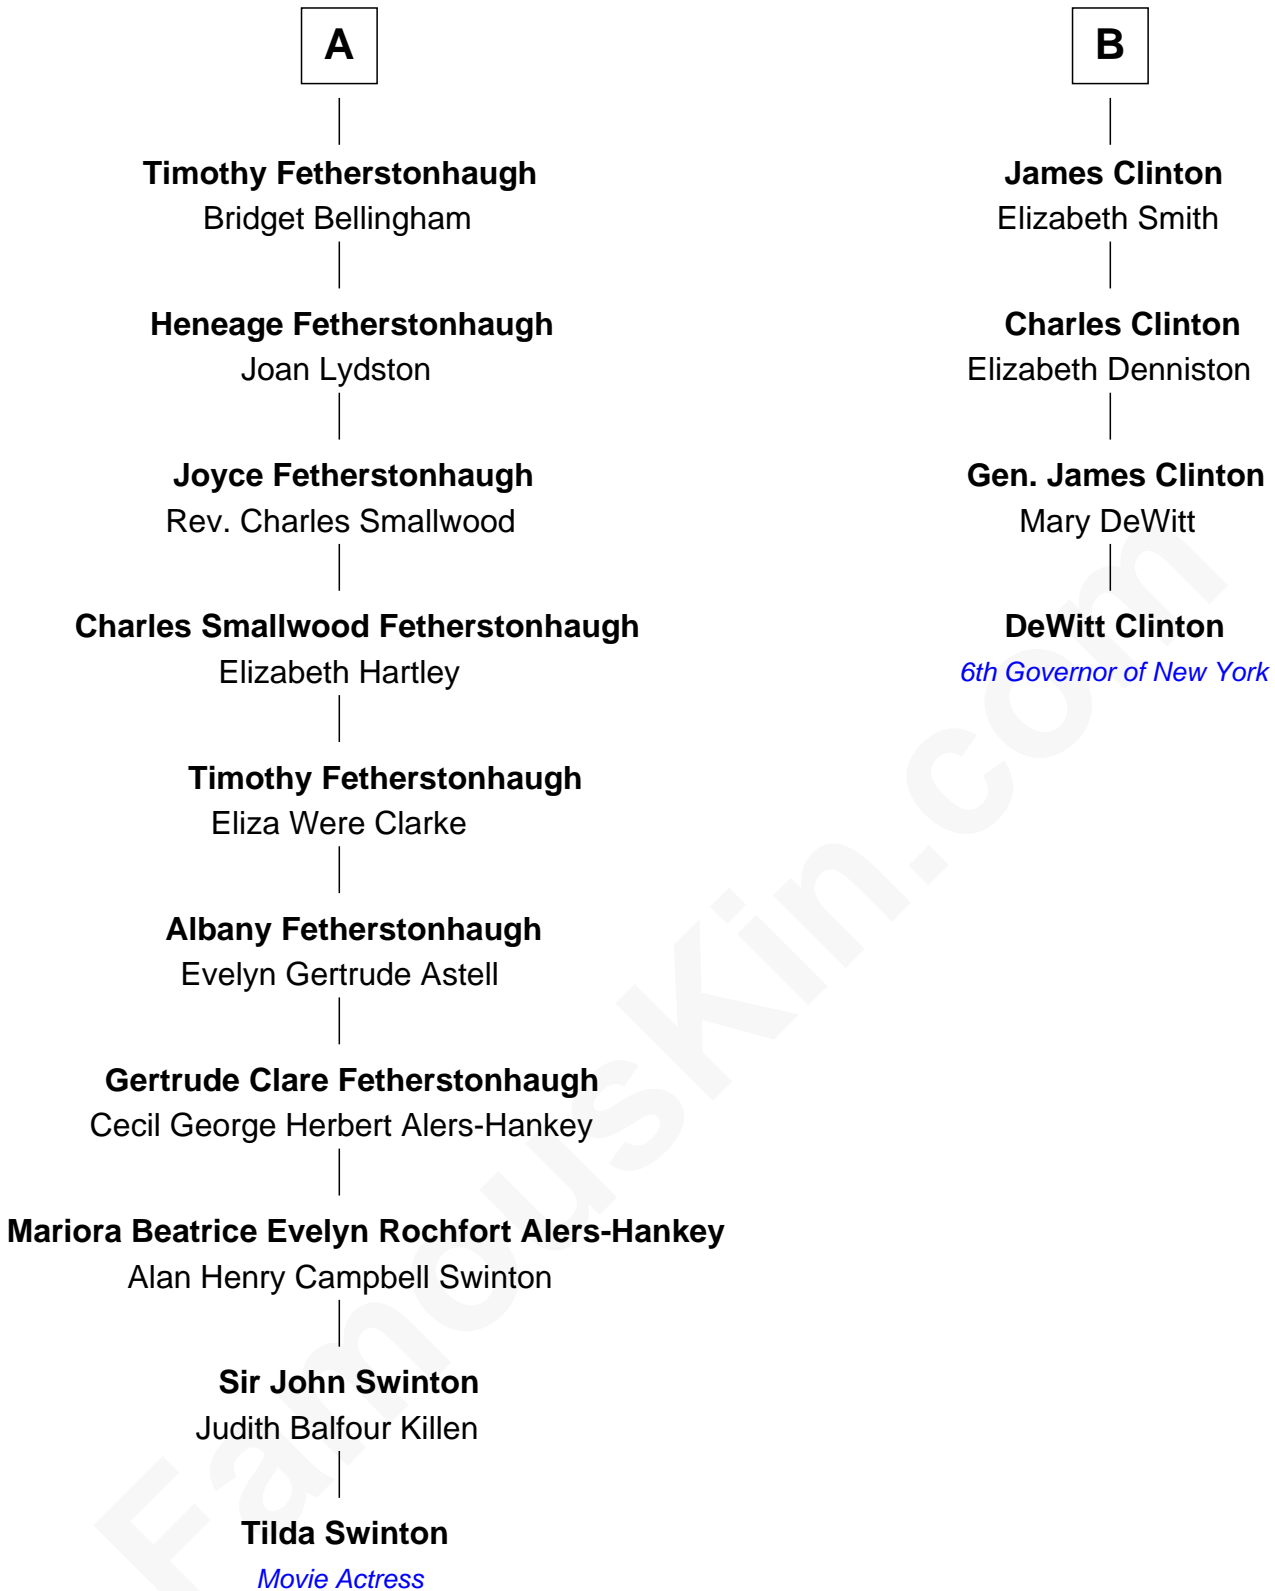 A
Timothy Fetherstonhaugh
Bridget Bellingham
Heneage Fetherstonhaugh
Joan Lydston
Joyce Fetherstonhaugh
Rev. Charles Smallwood
Charles Smallwood Fetherstonhaugh
Elizabeth Hartley
Timothy Fetherstonhaugh
Eliza Were Clarke
Albany Fetherstonhaugh
Evelyn Gertrude Astell
Gertrude Clare Fetherstonhaugh
Cecil George Herbert Alers-Hankey
Mariora Beatrice Evelyn Rochfort Alers-Hankey
Alan Henry Campbell Swinton
Sir John Swinton
Judith Balfour Killen
Tilda Swinton
Movie Actress
B
James Clinton
Elizabeth Smith
Charles Clinton
Elizabeth Denniston
Gen. James Clinton
Mary DeWitt
DeWitt Clinton
6th Governor of New York
FamousKin.com